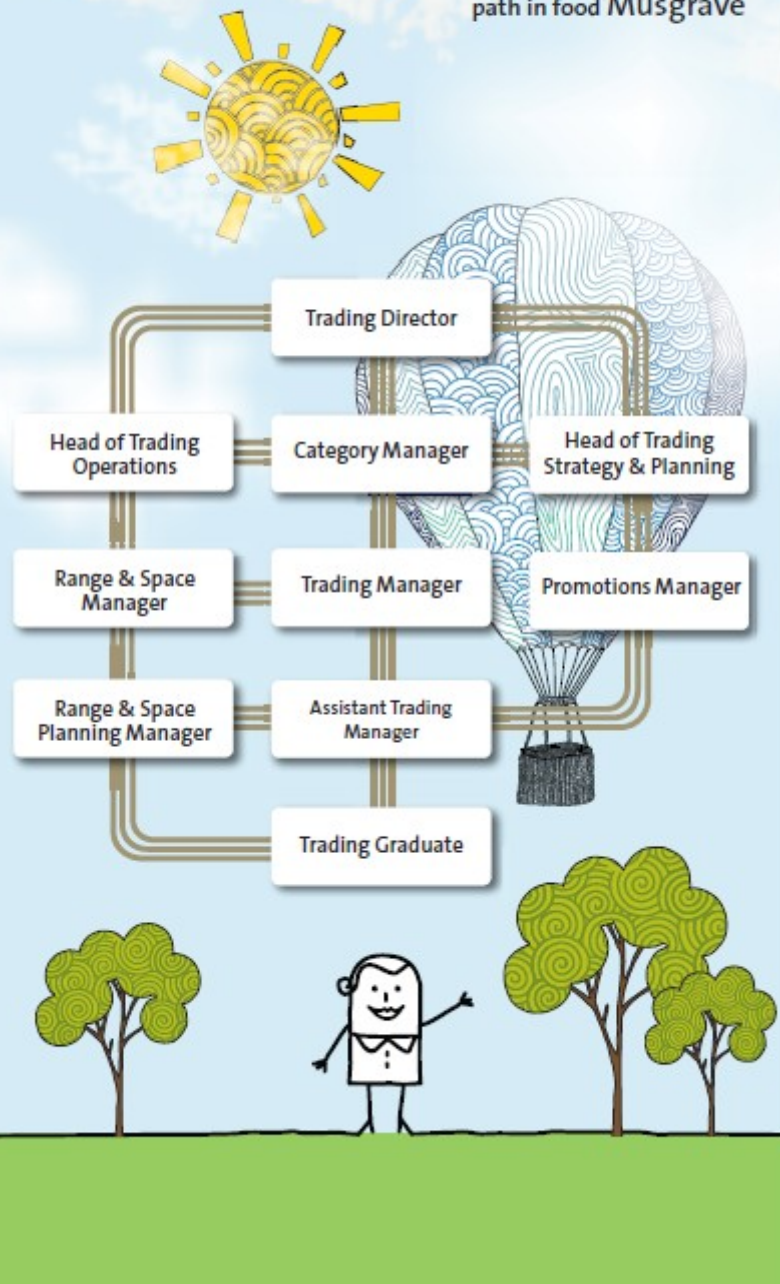 path in food Musgrave
Trading Director
Head of Trading
Operations
Category Manager
Head of Trading
Strategy & Planning
Range & Space
Manager
Trading Manager
Promotions Manager
Range & Space
Planning Manager
Assistant Trading
Manager
Trading Graduate